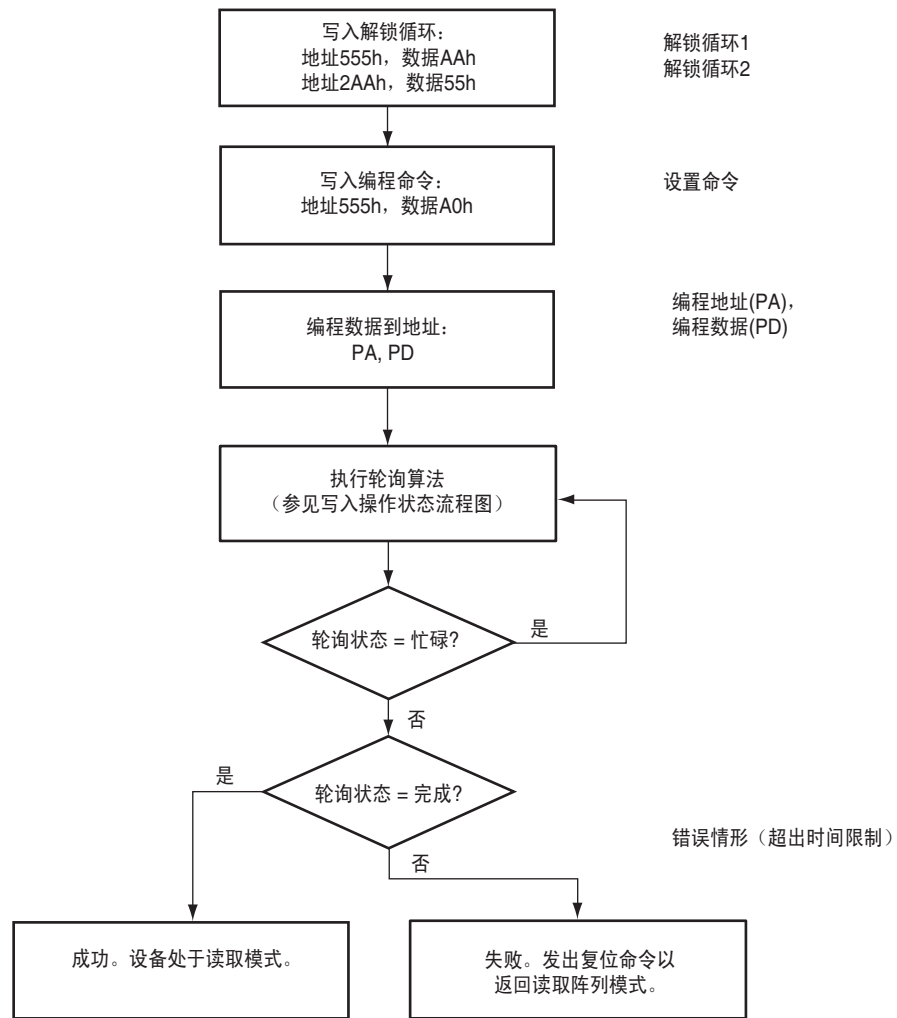 写入解锁循环：
地址555h，数据AAh
地址2AAh，数据55h
解锁循环1
解锁循环2
写入编程命令：
地址555h，数据A0h
设置命令
编程数据到地址：
PA, PD
编程地址(PA)，
编程数据(PD)
执行轮询算法
（参见写入操作状态流程图）
轮询状态 = 忙碌?
是
否
轮询状态 = 完成?
是
否
错误情形（超出时间限制）
成功。设备处于读取模式。
失败。发出复位命令以
返回读取阵列模式。